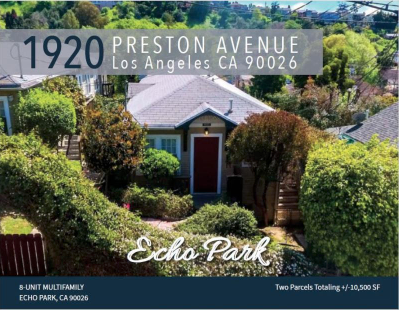 1920 PRESTON AVENUE
Los Angeles CA 90026
Echo Park
8-UNIT MULTIFAMILY
ECHO PARK, CA 90026
Two Parcels Totaling +/-10,500 SF